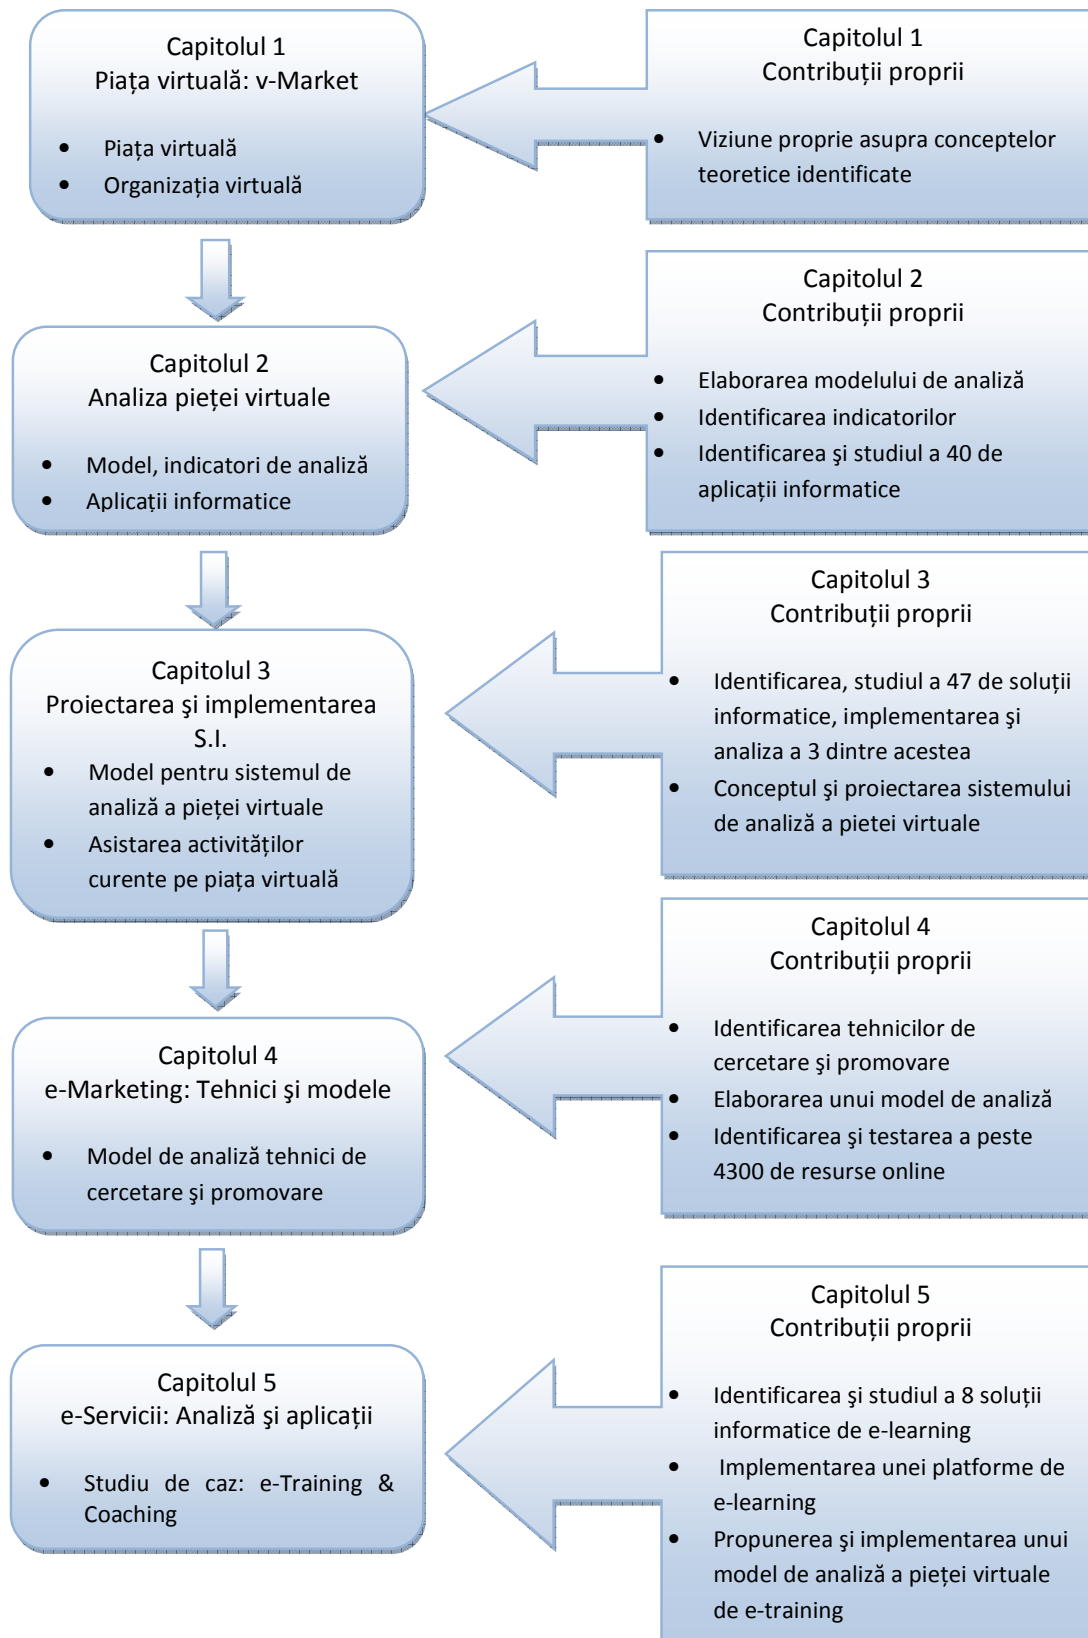 Capitolul 1
Piața virtuală: v-Market
• Piața virtuală
• Organizația virtuală
Capitolul 1
Contribuții proprii
• Viziune proprie asupra conceptelor
teoretice identificate
Capitolul 2
Analiza pieței virtuale
• Model, indicatori de analiză
• Aplicații informatice
Capitolul 2
Contribuții proprii
• Elaborarea modelului de analiză
• Identificarea indicatorilor
• Identificarea şi studiul a 40 de
aplicații informatice
Capitolul 3
Proiectarea şi implementarea
S.I.
• Model pentru sistemul de
analiză a pieței virtuale
• Asistarea activităților
curente pe piața virtuală
Capitolul 3
Contribuții proprii
• Identificarea, studiul a 47 de soluții
informatice, implementarea şi
analiza a 3 dintre acestea
• Conceptul şi proiectarea sistemului
de analiză a pietei virtuale
Capitolul 4
e-Marketing: Tehnici şi modele
• Model de analiză tehnici de
cercetare şi promovare
Capitolul 4
Contribuții proprii
• Identificarea tehnicilor de
cercetare şi promovare
• Elaborarea unui model de analiză
• Identificarea şi testarea a peste
4300 de resurse online
Capitolul 5
e-Servicii: Analiză şi aplicații
• Studiu de caz: e-Training &
Coaching
Capitolul 5
Contribuții proprii
• Identificarea şi studiul a 8 soluții
informatice de e-learning
• Implementarea unei platforme de
e-learning
• Propunerea şi implementarea unui
model de analiză a pieței virtuale
de e-training